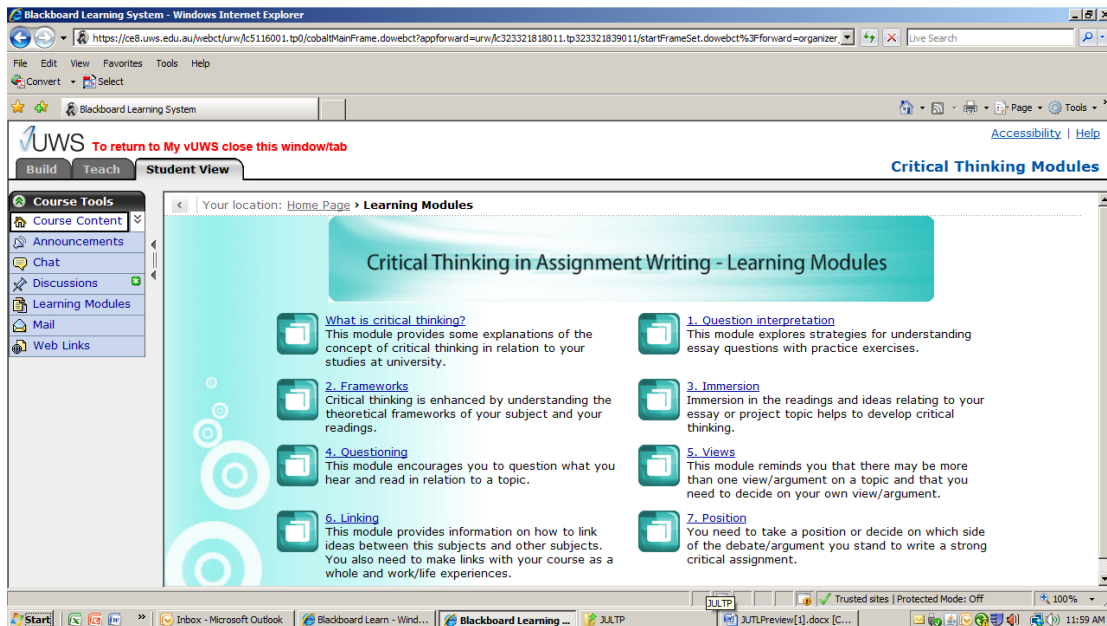 Blackboard Learning System - Windows Internet Explorer
https://ce8.uws.edu.au/webct/urw/lc5116001.tp0/cobaltMainFrame.dowebct?appforward=urw/lc323321818011.tp323321839011/startFrameSet.dowebct%3Fforward=organizer_
Live Search
File Edit View Favorites Tools Help
Convert Select
Blackboard Learning System
Page Tools
vUWS To return to My vUWS close this window/tab
Accessibility | Help
Build Teach Student View
Critical Thinking Modules
Course Tools
Course Content
Announcements
Chat
Discussions
Learning Modules
Mail
Web Links
Your location: Home Page › Learning Modules
Critical Thinking in Assignment Writing - Learning Modules
What is critical thinking?
This module provides some explanations of the
concept of critical thinking in relation to your
studies at university.
1. Question interpretation
This module explores strategies for understanding
essay questions with practice exercises.
2. Frameworks
Critical thinking is enhanced by understanding the
theoretical frameworks of your subject and your
readings.
3. Immersion
Immersion in the readings and ideas relating to your
essay or project topic helps to develop critical
thinking.
4. Questioning
This module encourages you to question what you
hear and read in relation to a topic.
5. Views
This module reminds you that there may be more
than one view/argument on a topic and that you
need to decide on your own view/argument.
6. Linking
This module provides information on how to link
ideas between this subjects and other subjects.
You also need to make links with your course as a
whole and work/life experiences.
7. Position
You need to take a position or decide on which side
of the debate/argument you stand to write a strong
critical assignment.
JULTP
Trusted sites | Protected Mode: Off
100%
Start
Inbox - Microsoft Outlook
Blackboard Learn - Wind...
Blackboard Learning ...
JULTP
JUTLPreview[1].docx [C...
11:59 AM